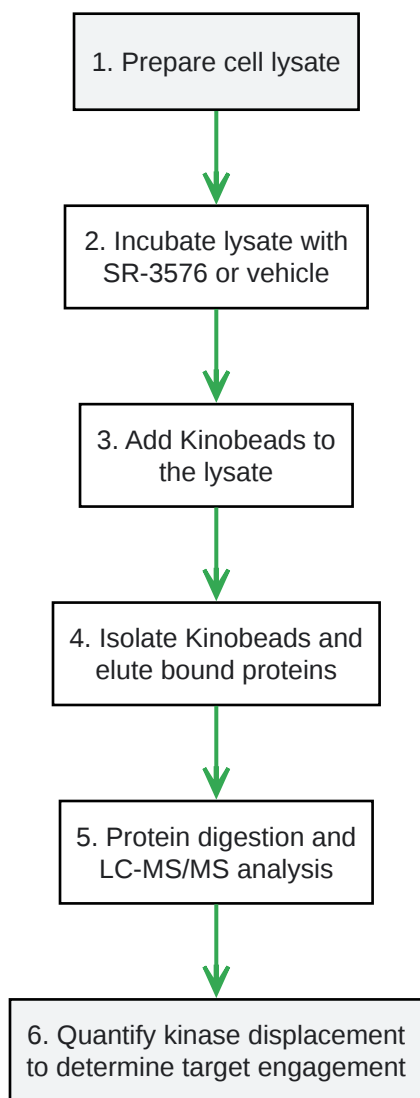 1. Prepare cell lysate
2. Incubate lysate with
SR-3576 or vehicle
3. Add Kinobeads to
the lysate
4. Isolate Kinobeads and
elute bound proteins
5. Protein digestion and
LC-MS/MS analysis
6. Quantify kinase displacement
to determine target engagement